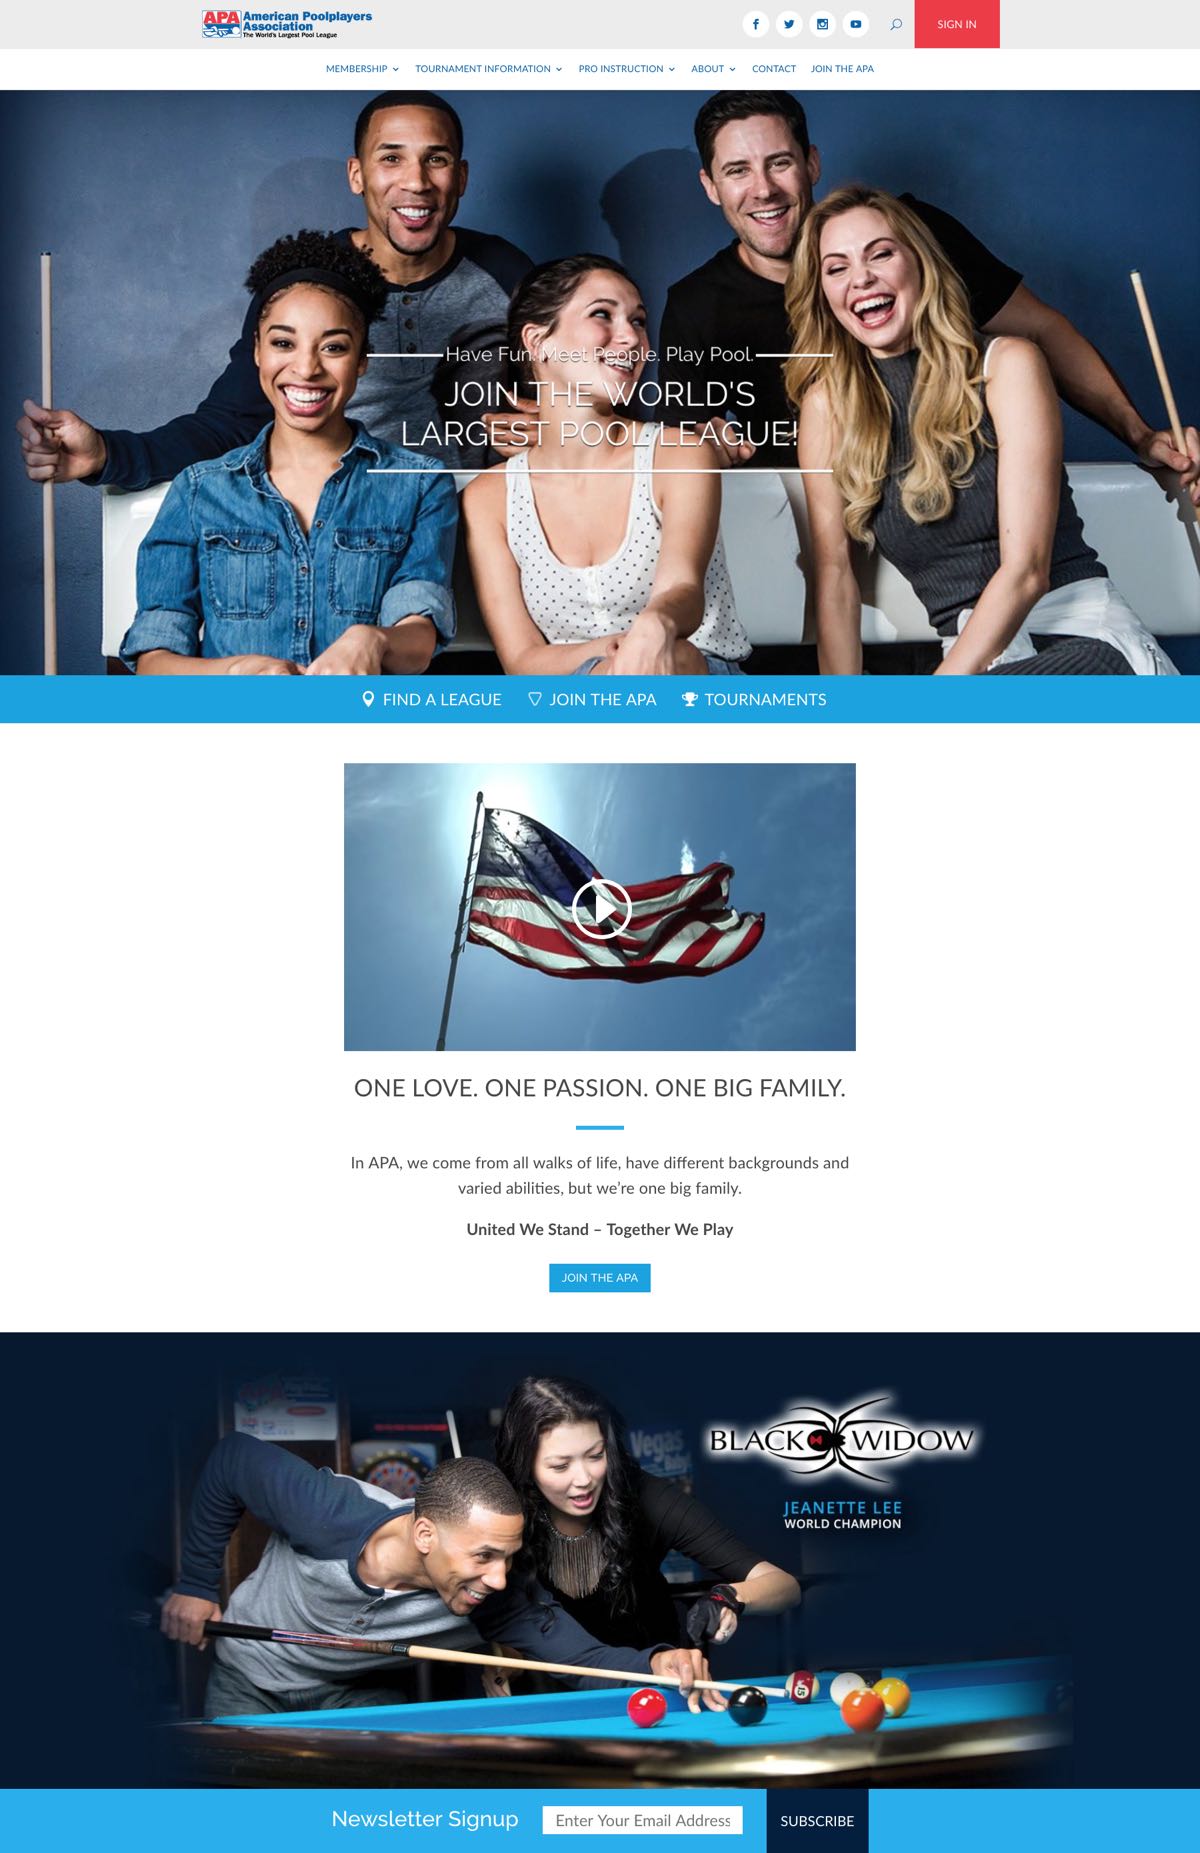 APA American Poolplayers
Association
The World's Largest Pool League
SIGN IN
MEMBERSHIP TOURNAMENT INFORMATION PRO INSTRUCTION ABOUT CONTACT JOIN THE APA
Have Fun. Meet People. Play Pool.
JOIN THE WORLD'S
LARGEST POOL LEAGUE!
FIND A LEAGUE JOIN THE APA TOURNAMENTS
ONE LOVE. ONE PASSION. ONE BIG FAMILY.
In APA, we come from all walks of life, have different backgrounds and
varied abilities, but we’re one big family.
United We Stand – Together We Play
JOIN THE APA
APA
Vegas
BLACK WIDOW
JEANETTE LEE
WORLD CHAMPION
15
Newsletter Signup Enter Your Email Address SUBSCRIBE